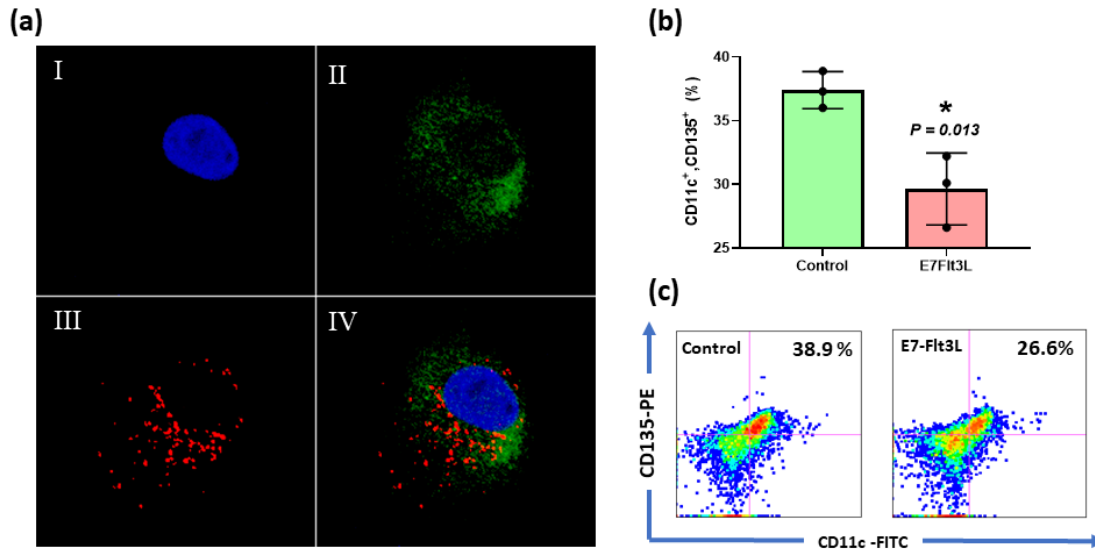 (a)
I
II
III
IV
(b)
CD11c⁺,CD135⁺ (%)
40
35
30
25
*
P = 0.013
Control
E7Flt3L
(c)
Control
38.9 %
E7-Flt3L
26.6%
CD135-PE
CD11c -FITC